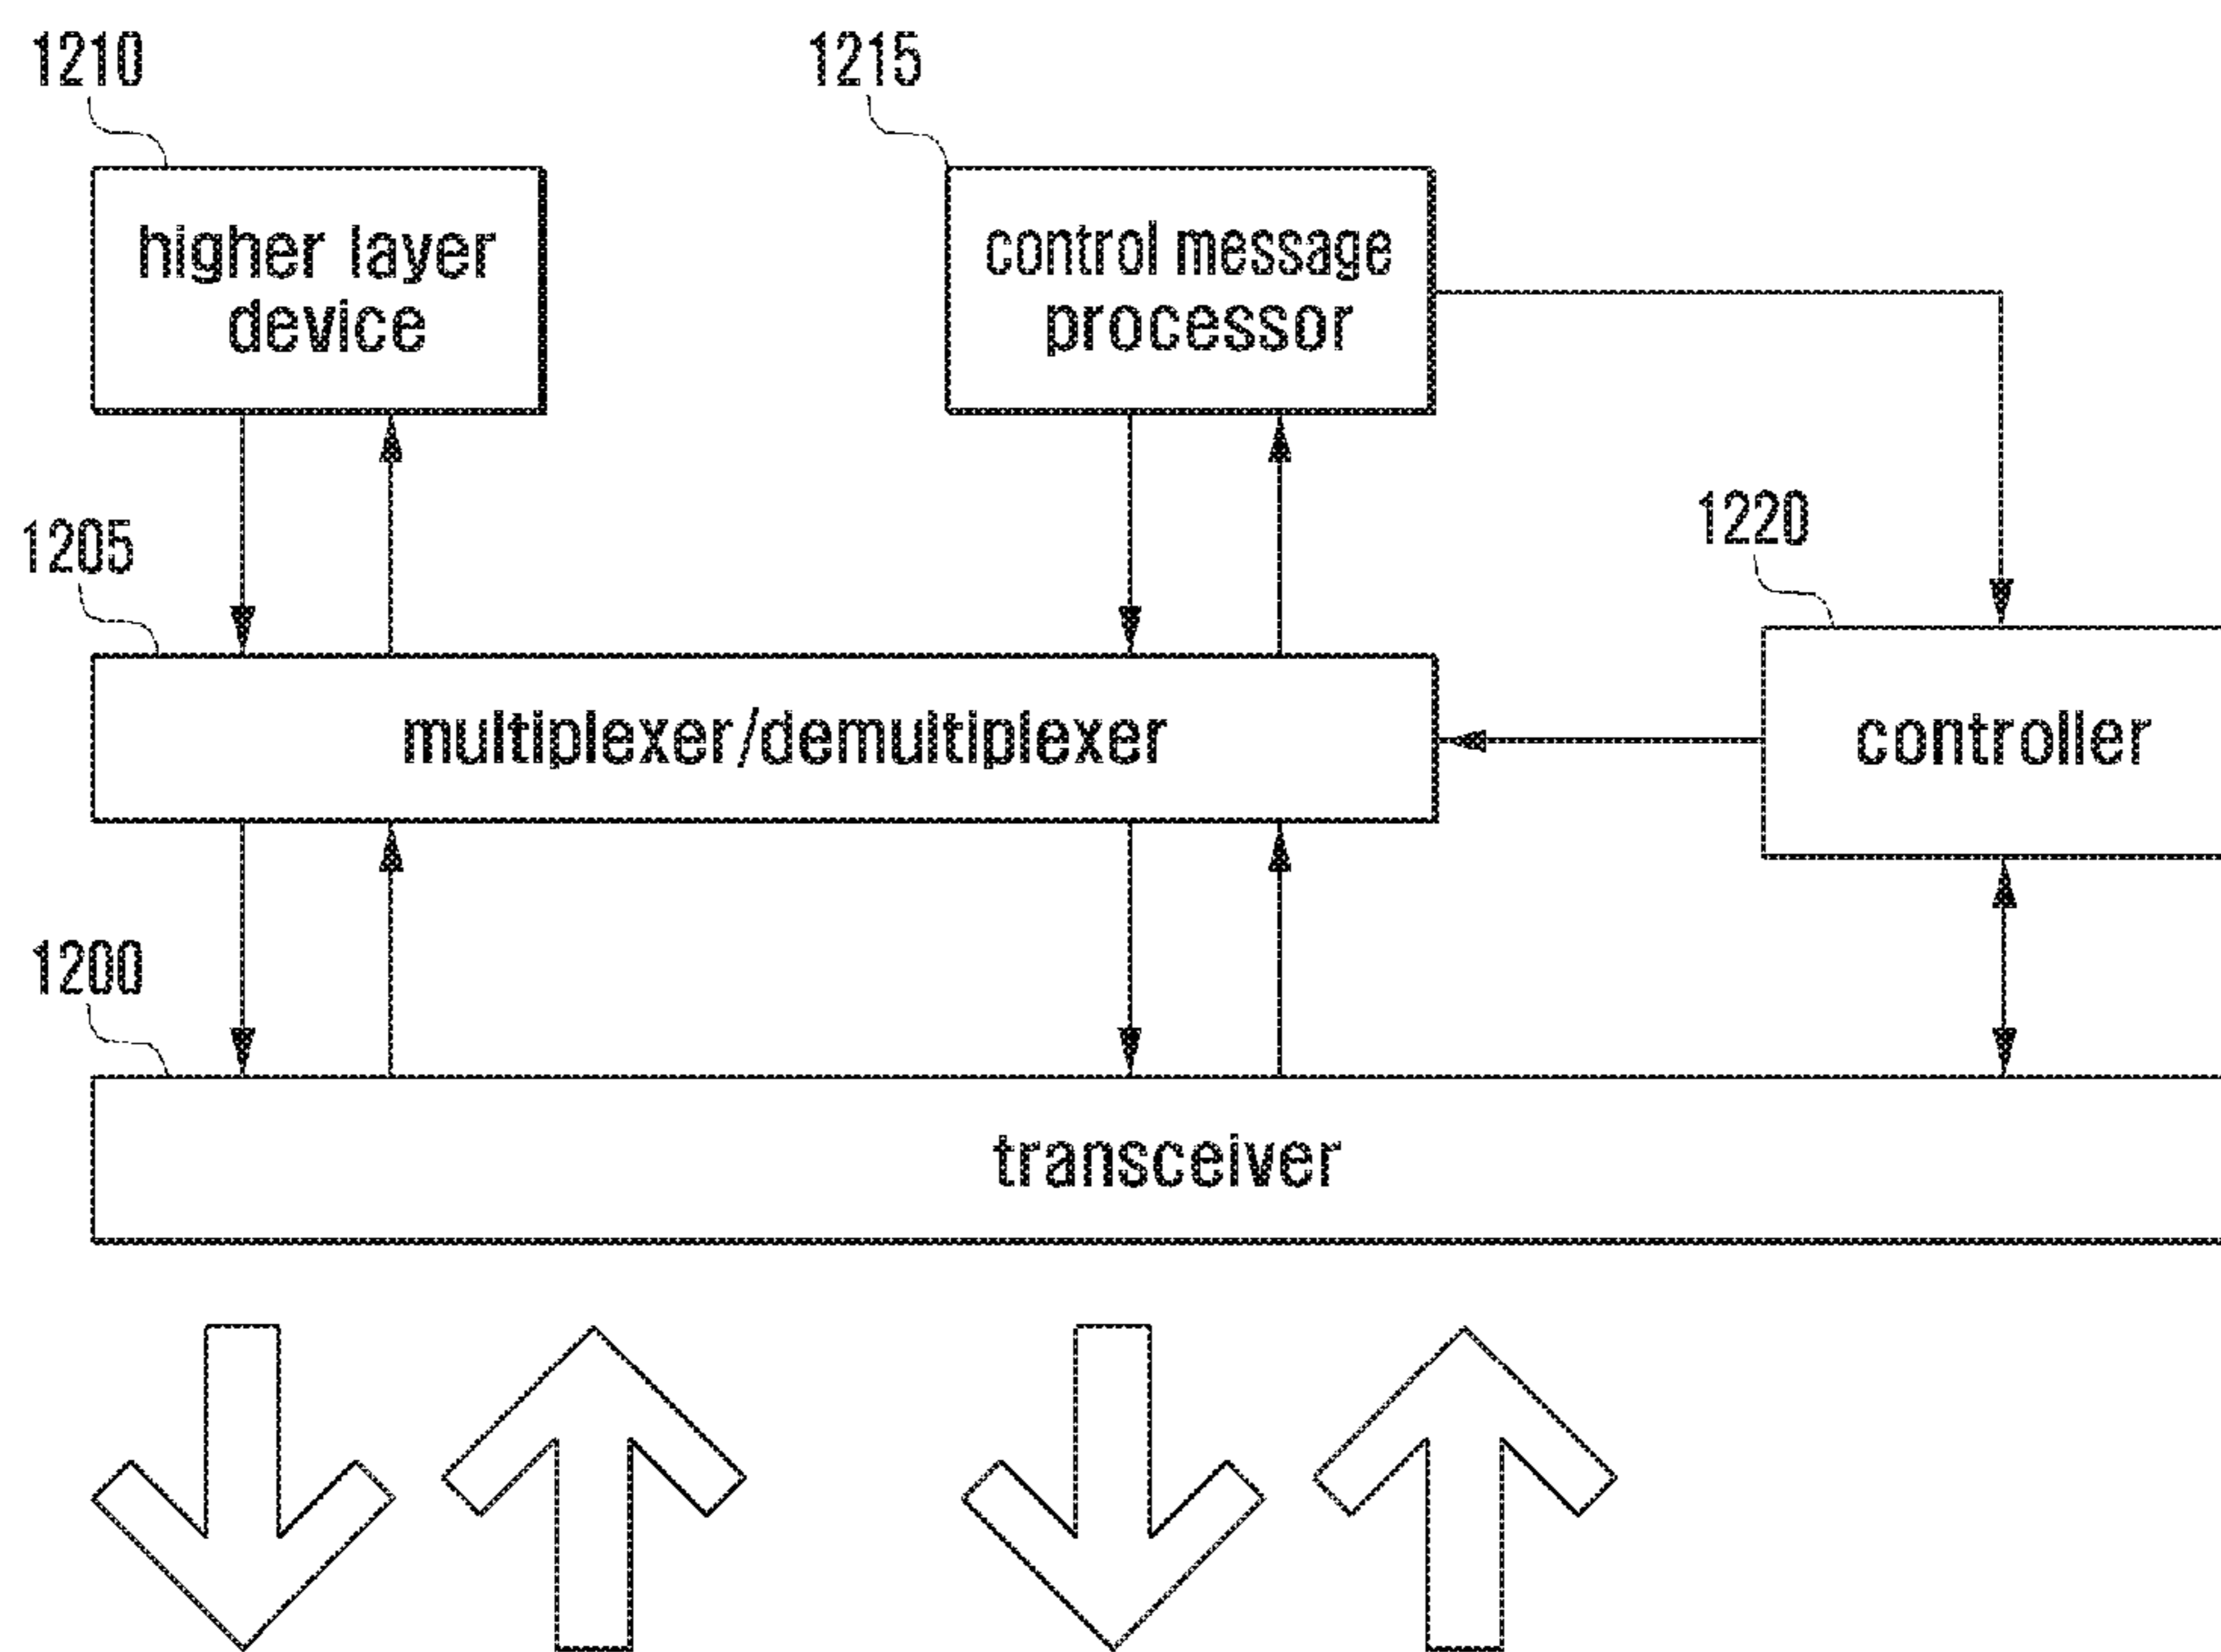 1210
1215
higher layer
device
control message
processor
1205
1220
multiplexer/demultiplexer
controller
1200
transceiver